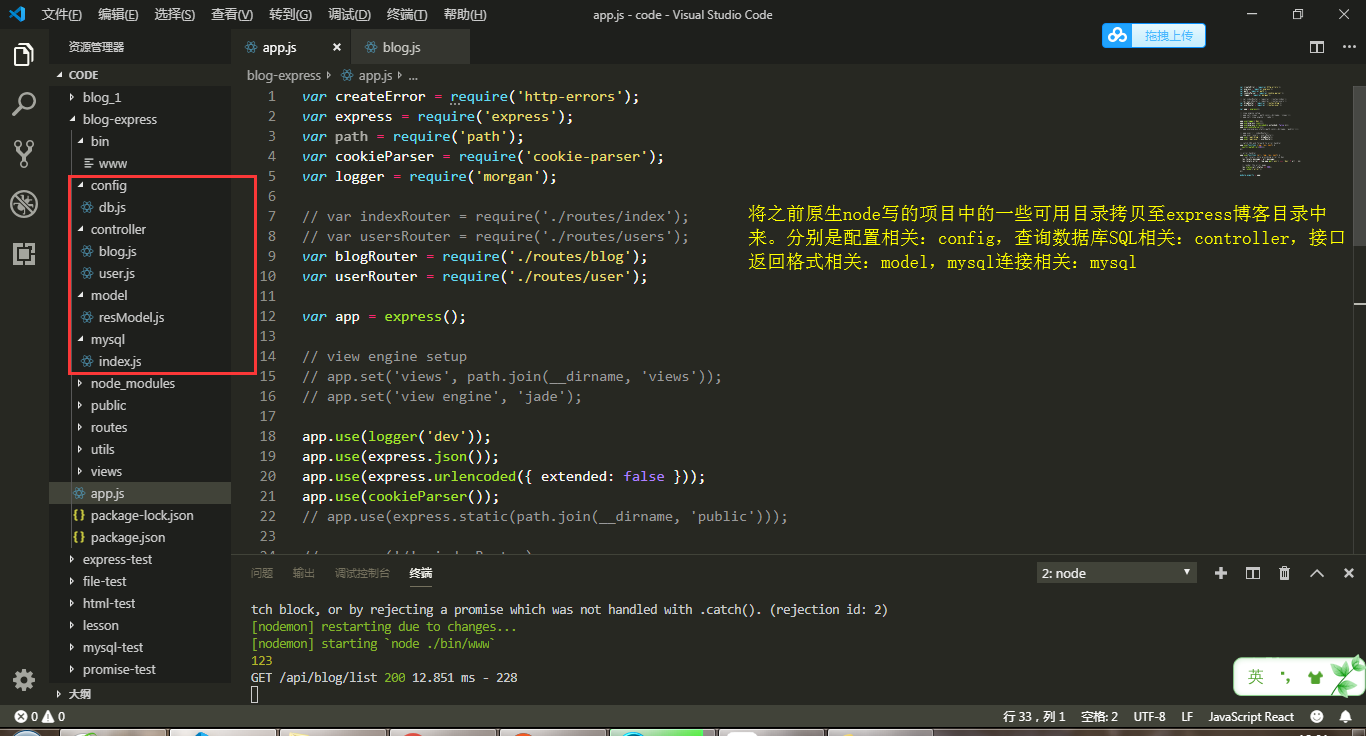 文件(F) 编辑(E) 选择(S) 查看(V) 转到(G) 调试(D) 终端(T) 帮助(H) app.js - code - Visual Studio Code
拖拽上传
资源管理器
app.js × blog.js
CODE
blog_1
blog-express
bin
www
config
db.js
controller
blog.js
user.js
model
resModel.js
mysql
index.js
node_modules
public
routes
utils
views
app.js
{} package-lock.json
{} package.json
express-test
file-test
html-test
lesson
mysql-test
promise-test
大纲
blog-express app.js ...
1 var createError = require('http-errors');
2 var express = require('express');
3 var path = require('path');
4 var cookieParser = require('cookie-parser');
5 var logger = require('morgan');
6
7 // var indexRouter = require('./routes/index');
8 // var usersRouter = require('./routes/users');
9 var blogRouter = require('./routes/blog');
10 var userRouter = require('./routes/user');
11
12 var app = express();
13
14 // view engine setup
15 // app.set('views', path.join(__dirname, 'views'));
16 // app.set('view engine', 'jade');
17
18 app.use(logger('dev'));
19 app.use(express.json());
20 app.use(express.urlencoded({ extended: false }));
21 app.use(cookieParser());
22 // app.use(express.static(path.join(__dirname, 'public')));
23
将之前原生node写的项目中的一些可用目录拷贝至express博客目录中
来。分别是配置相关：config，查询数据库SQL相关：controller，接口
返回格式相关：model，mysql连接相关：mysql
问题 输出 调试控制台 终端
2: node
tch block, or by rejecting a promise which was not handled with .catch(). (rejection id: 2)
[nodemon] restarting due to changes...
[nodemon] starting `node ./bin/www`
123
GET /api/blog/list 200 12.851 ms - 228
英
0 0 行 33，列 1 空格: 2 UTF-8 LF JavaScript React